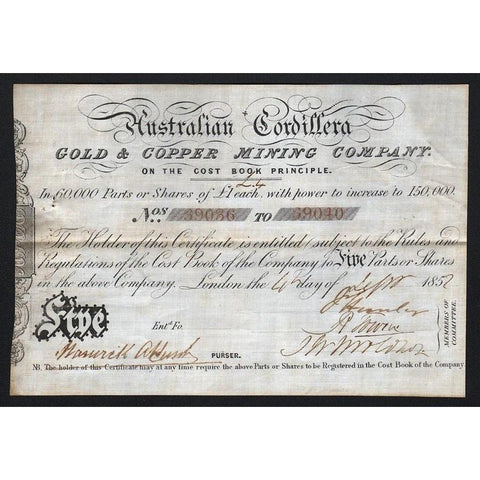 Australian Cordillera
GOLD & COPPER MINING COMPANY.
ON THE COST BOOK PRINCIPLE.
In 60,000 Parts or Shares of £1 each, with power to increase to 150,000.
Nos 39036 TO 39040
The Holder of this Certificate is entitled subject to the Rules and
Regulations of the Cost Book of the Company to Five Parts or Shares
in the above Company. London the day of 185
Five
Entd. Fo.
PURSER.
MEMBERS OF
COMMITTEE.
NB. The holder of this Certificate may at any time require the above Parts or Shares to be Registered in the Cost Book of the Company